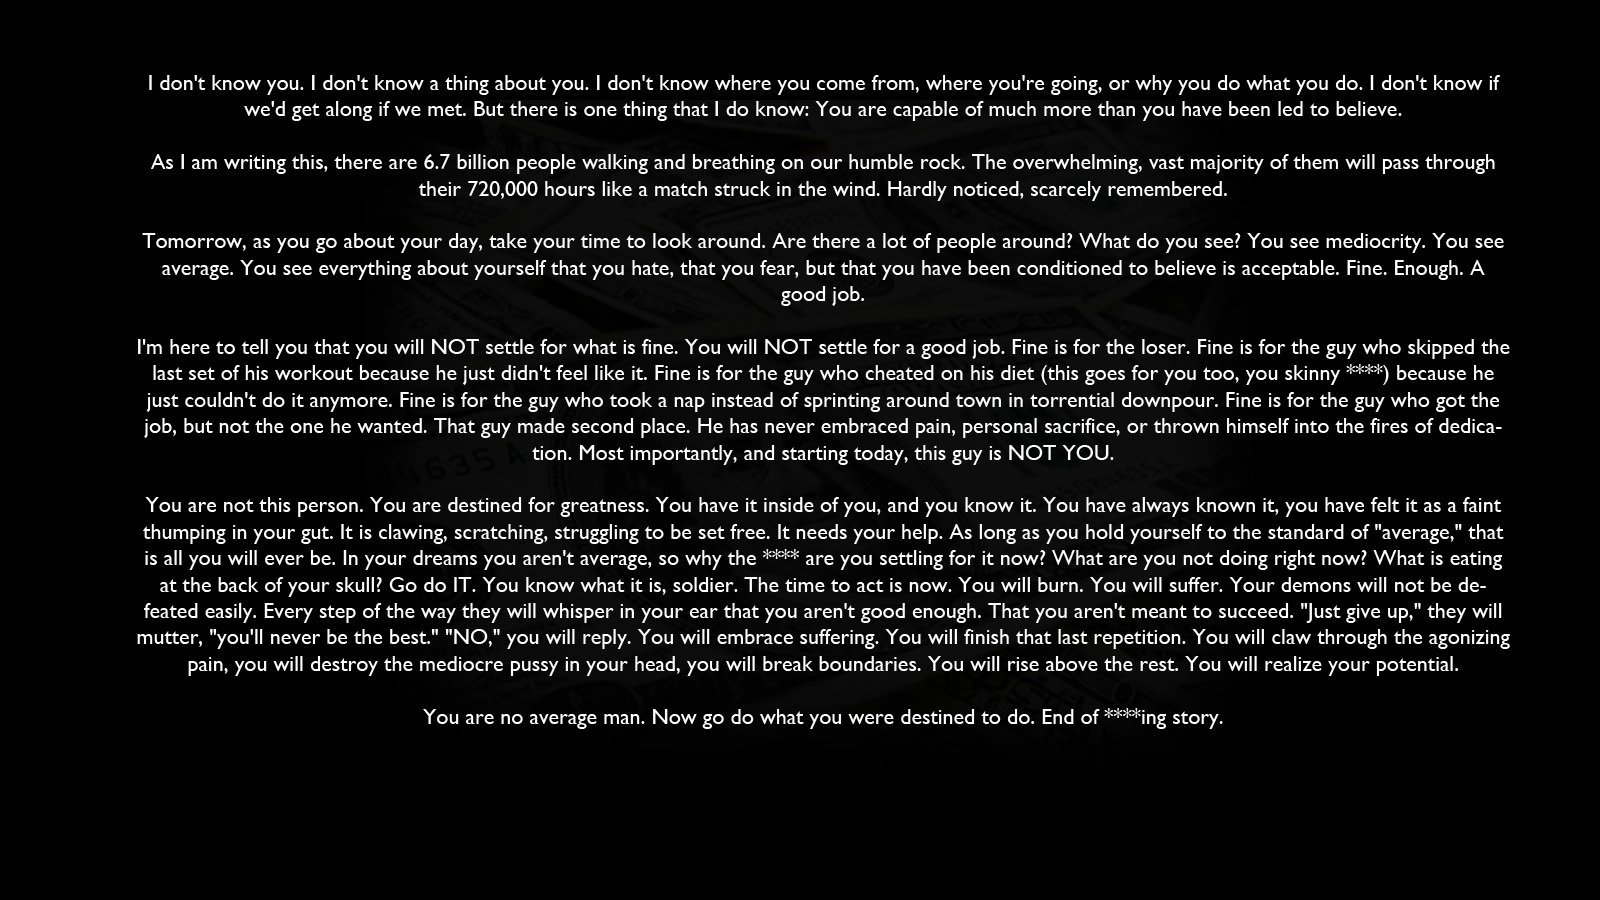 I don't know you. I don't know a thing about you. I don't know where you come from, where you're going, or why you do what you do. I don't know if
we'd get along if we met. But there is one thing that I do know: You are capable of much more than you have been led to believe.
As I am writing this, there are 6.7 billion people walking and breathing on our humble rock. The overwhelming, vast majority of them will pass through
their 720,000 hours like a match struck in the wind. Hardly noticed, scarcely remembered.
Tomorrow, as you go about your day, take your time to look around. Are there a lot of people around? What do you see? You see mediocrity. You see
average. You see everything about yourself that you hate, that you fear, but that you have been conditioned to believe is acceptable. Fine. Enough. A
good job.
I'm here to tell you that you will NOT settle for what is fine. You will NOT settle for a good job. Fine is for the loser. Fine is for the guy who skipped the
last set of his workout because he just didn't feel like it. Fine is for the guy who cheated on his diet (this goes for you too, you skinny ****) because he
just couldn't do it anymore. Fine is for the guy who took a nap instead of sprinting around town in torrential downpour. Fine is for the guy who got the
job, but not the one he wanted. That guy made second place. He has never embraced pain, personal sacrifice, or thrown himself into the fires of dedica-
tion. Most importantly, and starting today, this guy is NOT YOU.
You are not this person. You are destined for greatness. You have it inside of you, and you know it. You have always known it, you have felt it as a faint
thumping in your gut. It is clawing, scratching, struggling to be set free. It needs your help. As long as you hold yourself to the standard of "average," that
is all you will ever be. In your dreams you aren't average, so why the **** are you settling for it now? What are you not doing right now? What is eating
at the back of your skull? Go do IT. You know what it is, soldier. The time to act is now. You will burn. You will suffer. Your demons will not be de-
feated easily. Every step of the way they will whisper in your ear that you aren't good enough. That you aren't meant to succeed. "Just give up," they will
mutter, "you'll never be the best." "NO," you will reply. You will embrace suffering. You will finish that last repetition. You will claw through the agonizing
pain, you will destroy the mediocre pussy in your head, you will break boundaries. You will rise above the rest. You will realize your potential.
You are no average man. Now go do what you were destined to do. End of ****ing story.